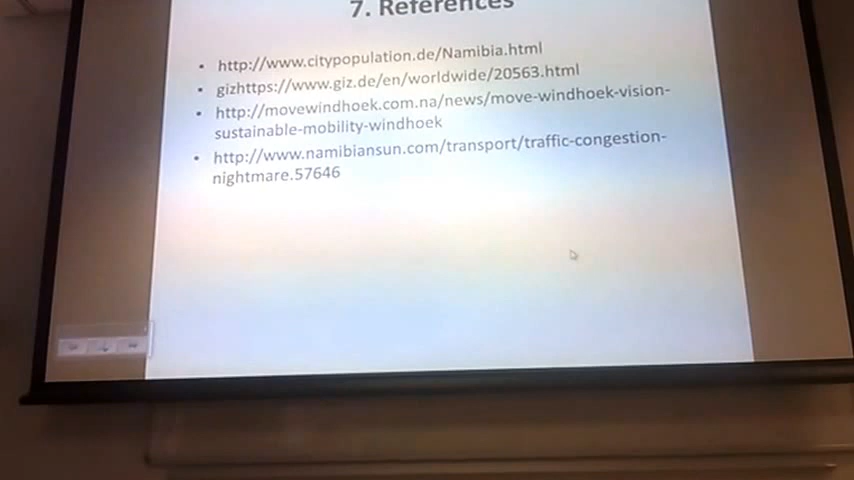 7. References
• http://www.citypopulation.de/Namibia.html
• gizhttps://www.giz.de/en/worldwide/20563.html
• http://movewindhoek.com.na/news/move-windhoek-vision-
sustainable-mobility-windhoek
• http://www.namibiansun.com/transport/traffic-congestion-
nightmare.57646